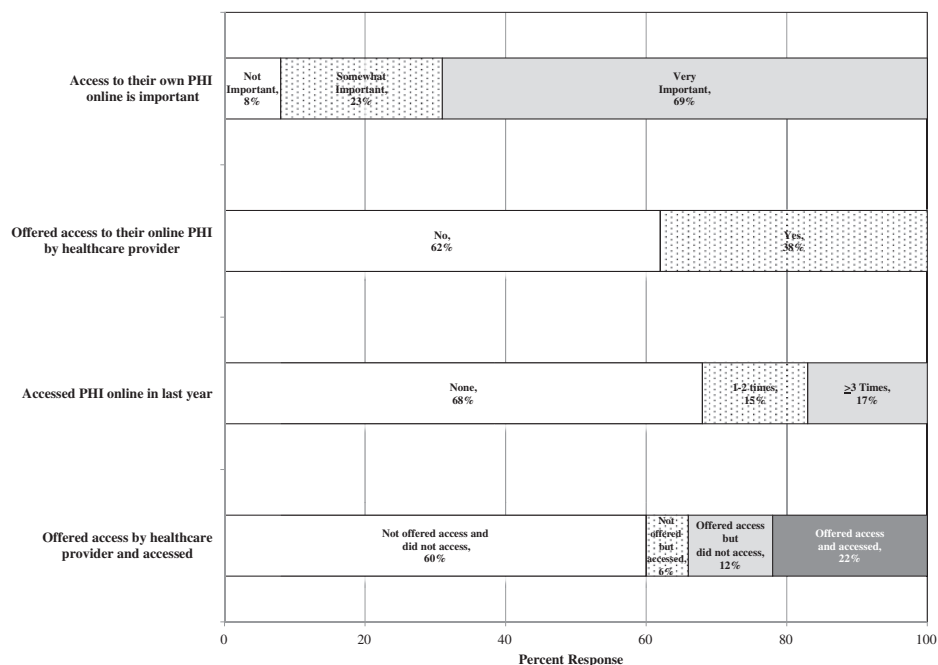 Access to their own PHI
online is important
Not
Important,
8%
Somewhat
Important,
23%
Very
Important,
69%
Offered access to their online PHI
by healthcare provider
No,
62%
Yes,
38%
Accessed PHI online in last year
None,
68%
1-2 times,
15%
≥3 Times,
17%
Offered access by healthcare
provider and accessed
Not offered access and
did not access,
60%
Not
offered
but
accessed,
6%
Offered access
but
did not access,
12%
Offered access
and accessed,
22%
0 20 40 60 80 100
Percent Response